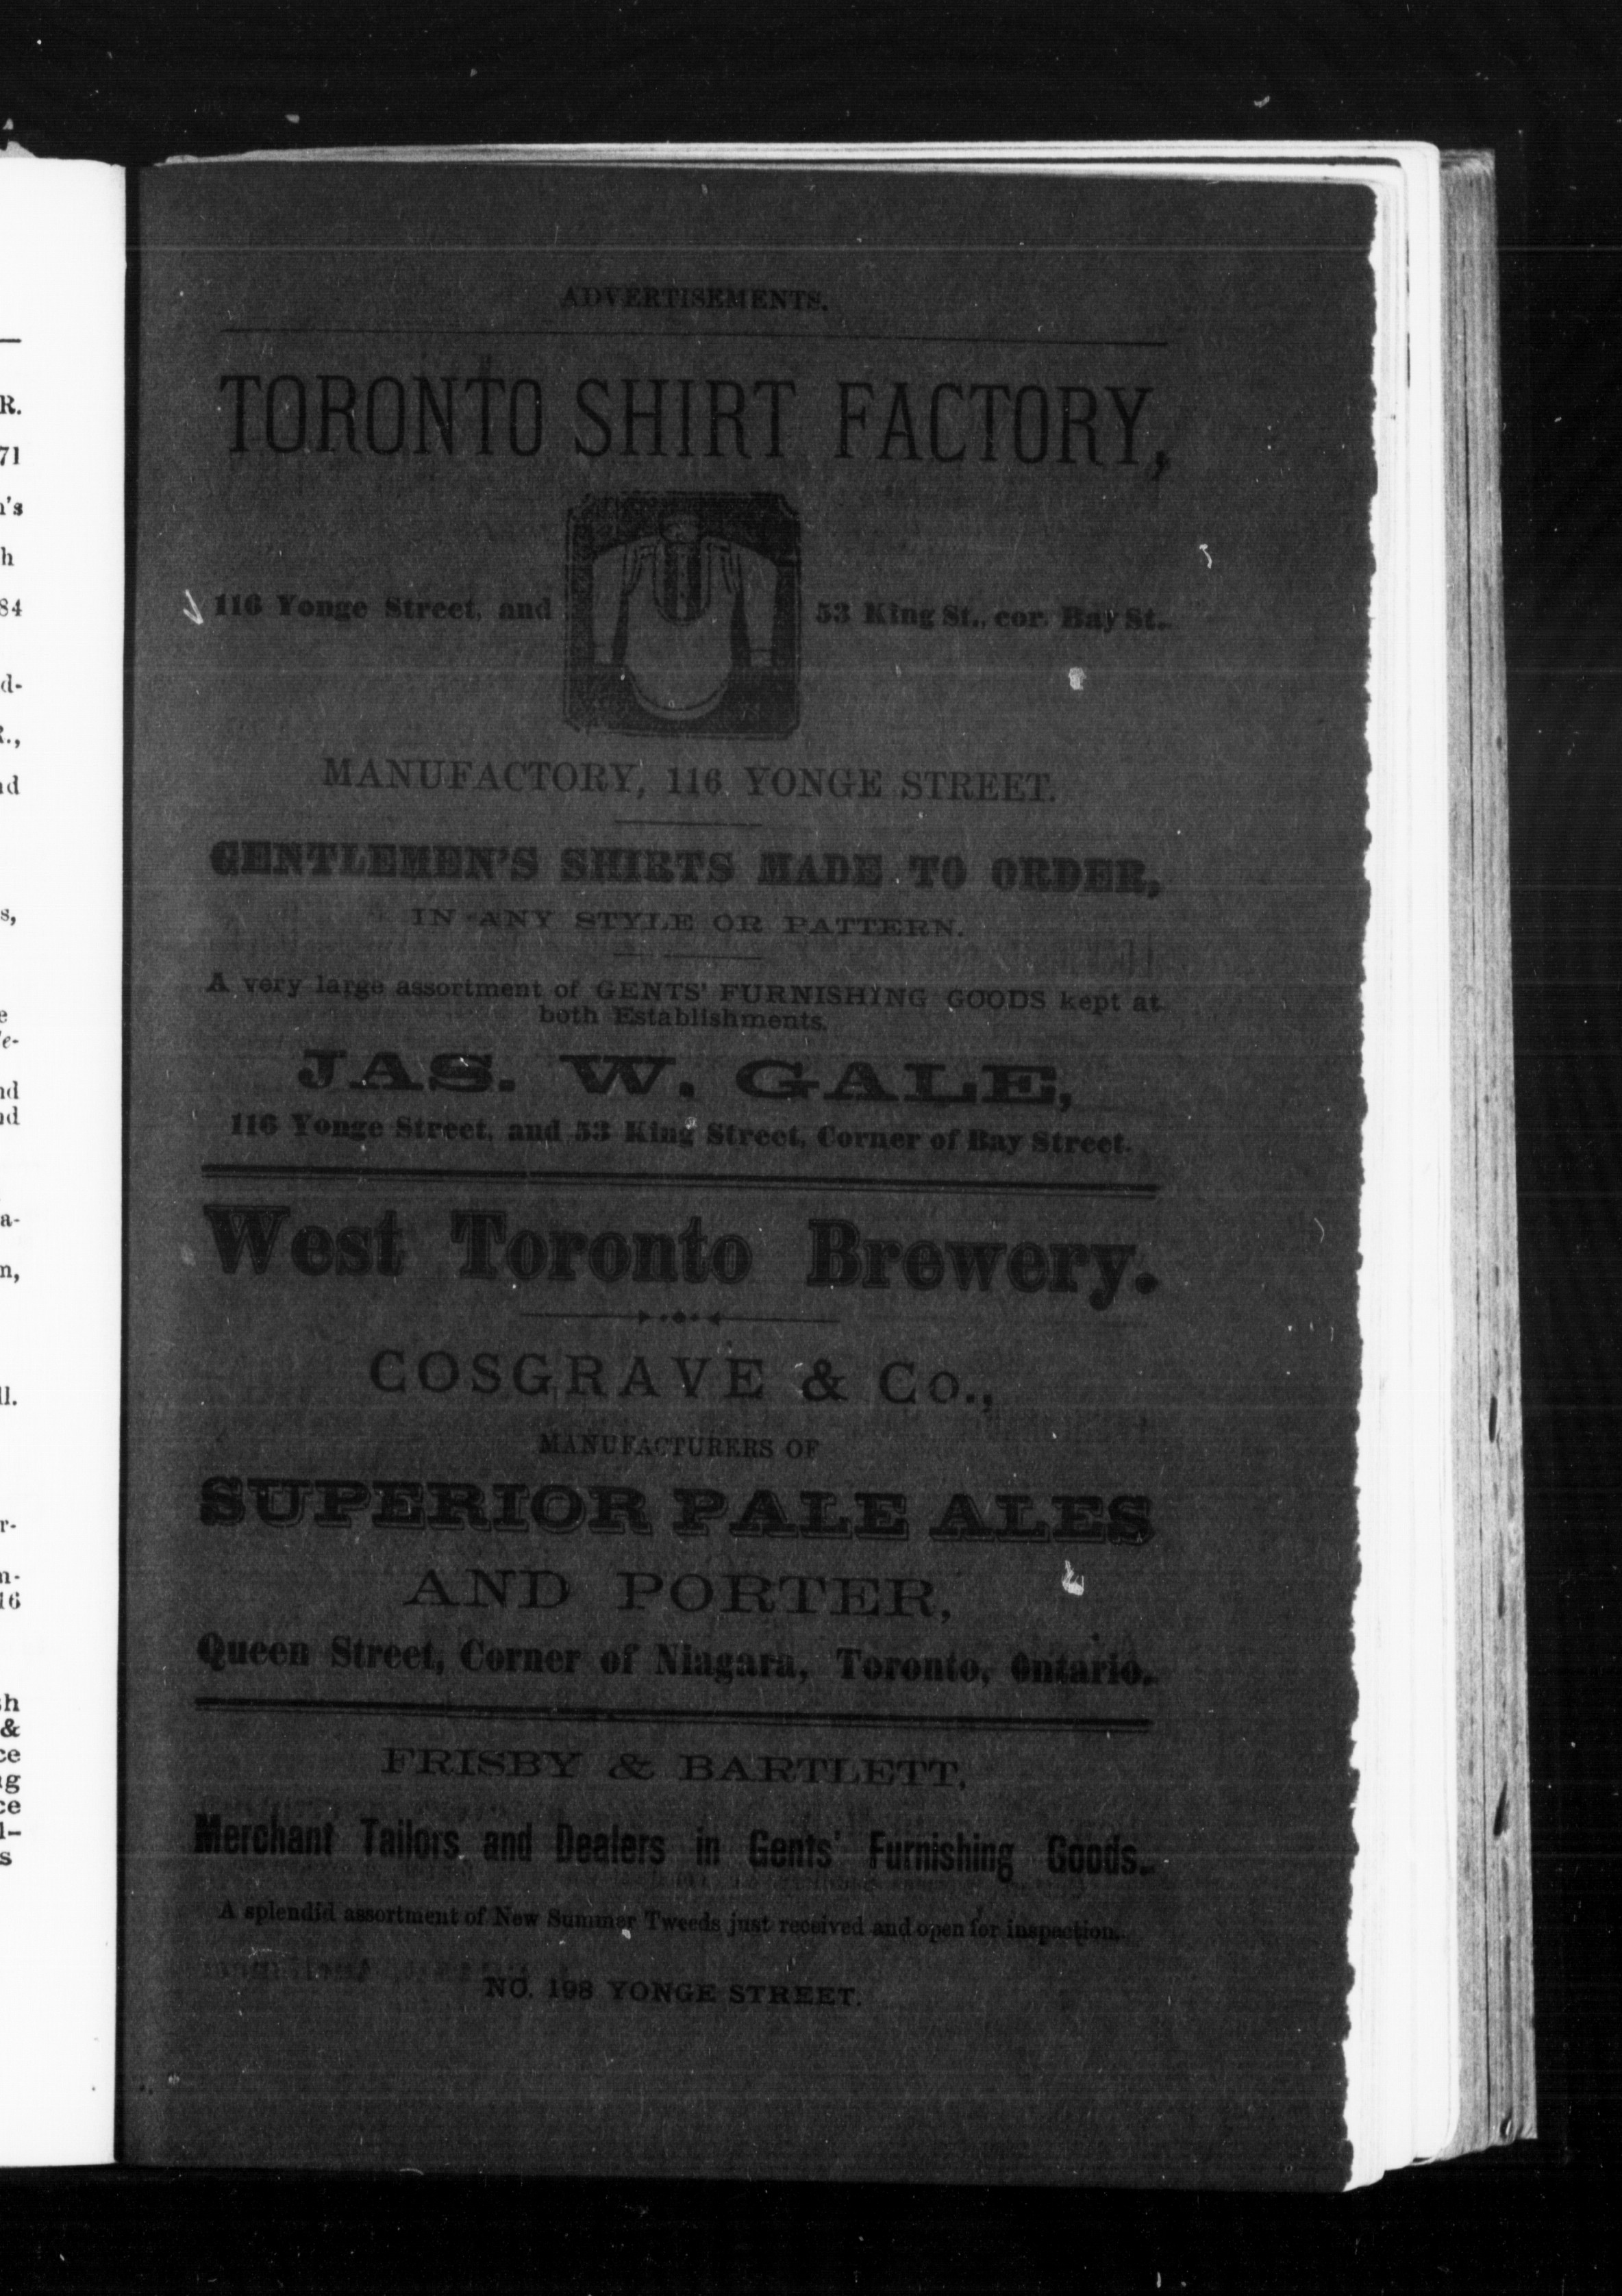 ADVERTISEMENTS.
TORONTO SHIRT FACTORY,
116 Yonge Street, and 53 King St., cor. Bay St.
MANUFACTORY, 116 YONGE STREET.
GENTLEMEN'S SHIRTS MADE TO ORDER,
IN ANY STYLE OR PATTERN.
A very large assortment of GENTS' FURNISHING GOODS kept at
both Establishments.
JAS. W. GALE,
116 Yonge Street, and 53 King Street, Corner of Bay Street.
West Toronto Brewery.
COSGRAVE & Co.,
MANUFACTURERS OF
SUPERIOR PALE ALES
AND PORTER,
Queen Street, Corner of Niagara, Toronto, Ontario.
FRISBY & BARTLETT,
Merchant Tailors and Dealers in Gents' Furnishing Goods.
A splendid assortment of New Summer Tweeds just received and open for inspection.
NO. 198 YONGE STREET.